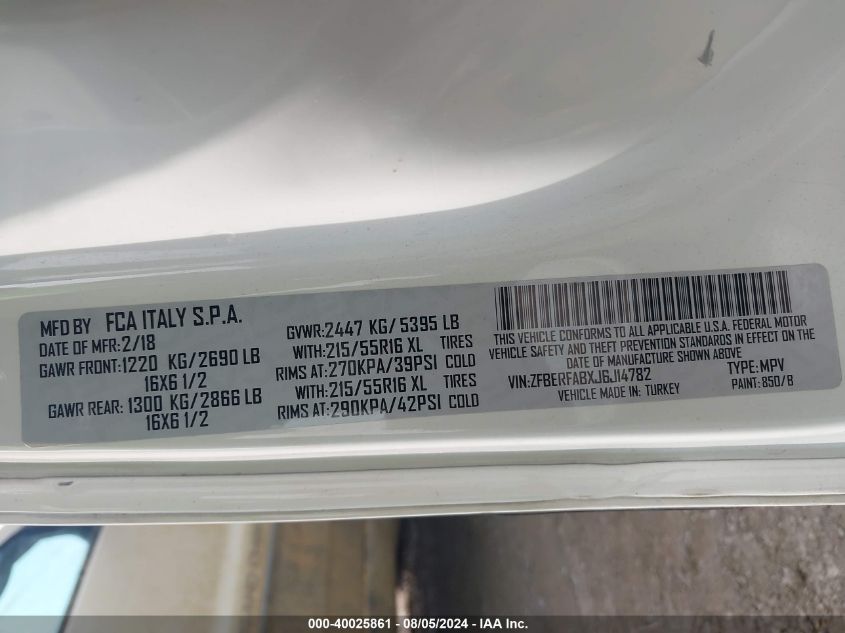 MFD BY FCA ITALY S.P.A.
DATE OF MFR:2/18
GAWR FRONT:1220 KG/2690 LB
16X6 1/2
GAWR REAR:1300 KG/2866 LB
16X6 1/2
GVWR:2447 KG/5395 LB
WITH:215/55R16 XL TIRES
RIMS AT:270KPA/39PSI COLD
WITH:215/55R16 XL TIRES
RIMS AT:290KPA/42PSI COLD
THIS VEHICLE CONFORMS TO ALL APPLICABLE U.S.A. FEDERAL MOTOR
VEHICLE SAFETY AND THEFT PREVENTION STANDARDS IN EFFECT ON THE
DATE OF MANUFACTURE SHOWN ABOVE
VIN:ZFBERFABXJ6J14782 TYPE:MPV
VEHICLE MADE IN: TURKEY PAINT:850/B
000-40025861 - 08/05/2024 - IAA Inc.